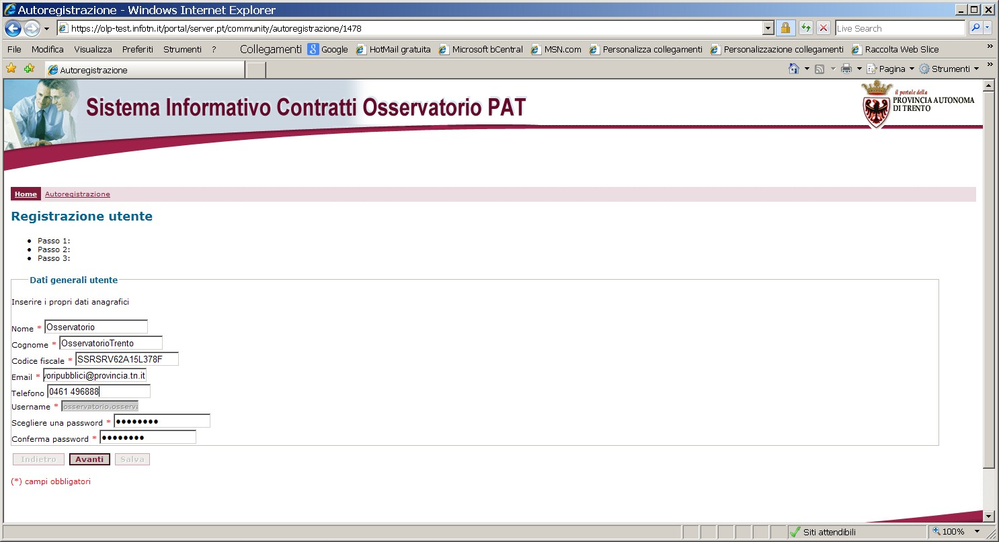 Autoregistrazione - Windows Internet Explorer
https://olp-test.infotn.it/portal/server.pt/community/autoregistrazione/1478
Live Search
File Modifica Visualizza Preferiti Strumenti ? Collegamenti Google HotMail gratuita Microsoft bCentral MSN.com Personalizza collegamenti Personalizzazione collegamenti Raccolta Web Slice »
Autoregistrazione
Pagina Strumenti »
Sistema Informativo Contratti Osservatorio PAT
il portale della
PROVINCIA AUTONOMA
DI TRENTO
Home Autoregistrazione
Registrazione utente
• Passo 1:
• Passo 2:
• Passo 3:
Dati generali utente
Inserire i propri dati anagrafici
Nome * Osservatorio
Cognome * OsservatorioTrento
Codice fiscale * SSRSRV62A15L378F
Email * voripubblici@provincia.tn.it
Telefono 0461 496888
Username * osservatorio.osserva
Scegliere una password * ●●●●●●●●
Conferma password * ●●●●●●●●
Indietro Avanti Salva
(*) campi obbligatori
Siti attendibili
100%